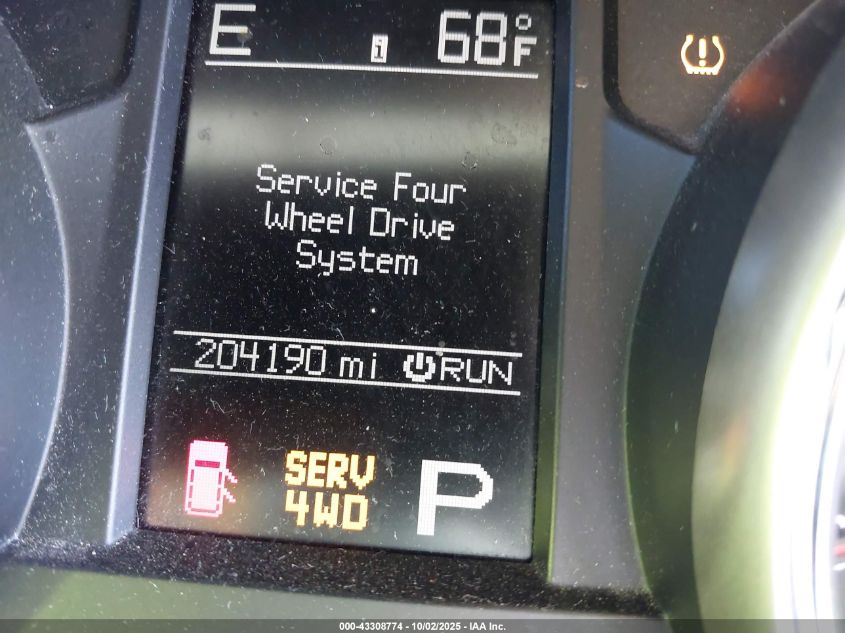 E i 68°F
Service Four
Wheel Drive
System
204190 mi RUN
SERV
4WD
P
000-43308774 - 10/02/2025 - IAA Inc.